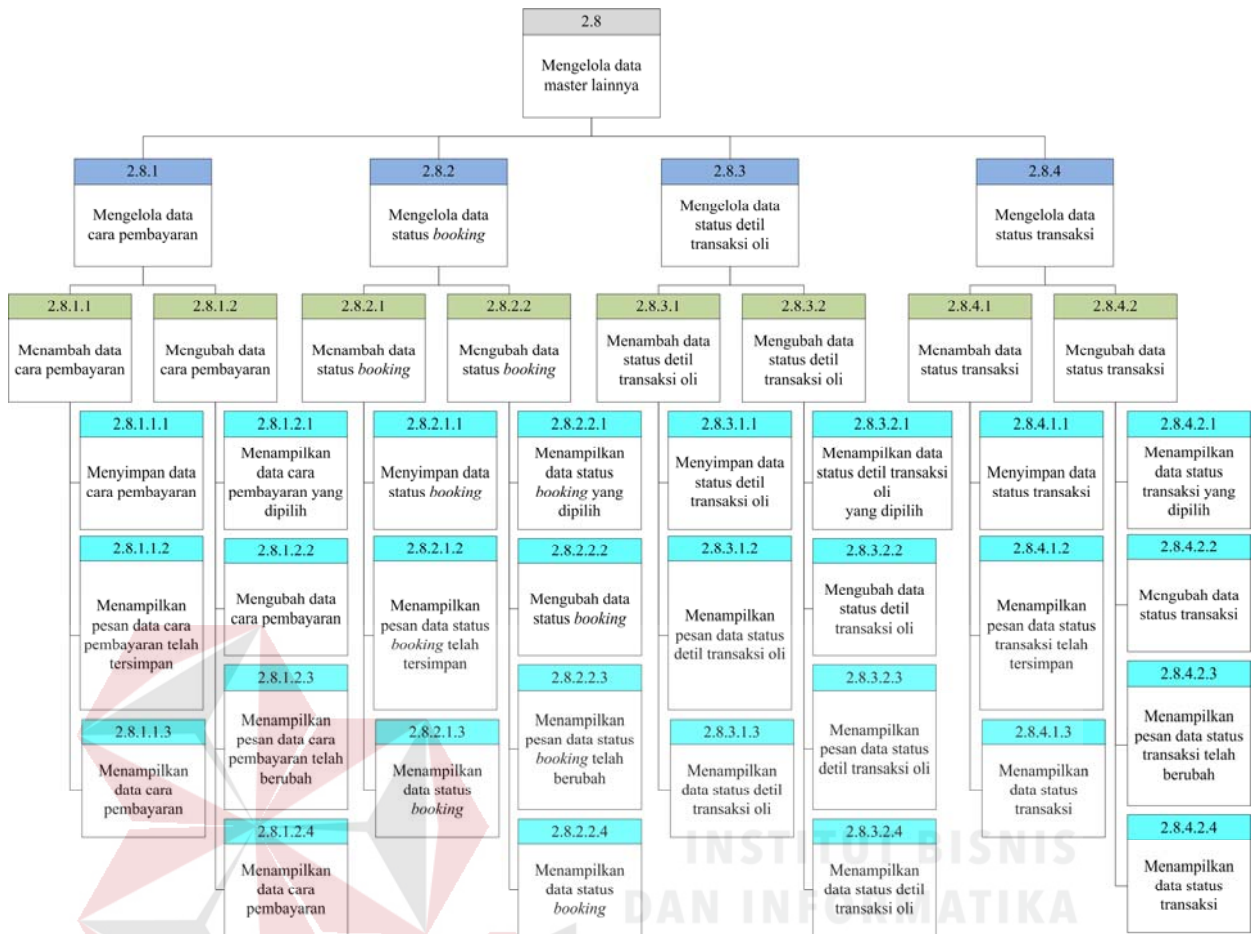 2.8
Mengelola data
master lainnya
2.8.1
Mengelola data
cara pembayaran
2.8.2
Mengelola data
status booking
2.8.3
Mengelola data
status detil
transaksi oli
2.8.4
Mengelola data
status transaksi
2.8.1.1
Menambah data
cara pembayaran
2.8.1.2
Mengubah data
cara pembayaran
2.8.2.1
Menambah data
status booking
2.8.2.2
Mengubah data
status booking
2.8.3.1
Menambah data
status detil
transaksi oli
2.8.3.2
Mengubah data
status detil
transaksi oli
2.8.4.1
Menambah data
status transaksi
2.8.4.2
Mengubah data
status transaksi
2.8.1.1.1
Menyimpan data
cara pembayaran
2.8.1.2.1
Menampilkan
data cara
pembayaran yang
dipilih
2.8.2.1.1
Menyimpan data
status booking
2.8.2.2.1
Menampilkan
data status
booking yang
dipilih
2.8.3.1.1
Menyimpan data
status detil
transaksi oli
2.8.3.2.1
Menampilkan data
status detil transaksi
oli
yang dipilih
2.8.4.1.1
Menyimpan data
status transaksi
2.8.4.2.1
Menampilkan
data status
transaksi yang
dipilih
2.8.1.1.2
Menampilkan
pesan data cara
pembayaran telah
tersimpan
2.8.1.2.2
Mengubah data
cara pembayaran
2.8.2.1.2
Menampilkan
pesan data status
booking telah
tersimpan
2.8.2.2.2
Mengubah data
status booking
2.8.3.1.2
Menampilkan
pesan data status
detil transaksi oli
2.8.3.2.2
Mengubah data
status detil
transaksi oli
2.8.4.1.2
Menampilkan
pesan data status
transaksi telah
tersimpan
2.8.4.2.2
Mengubah data
status transaksi
2.8.1.2.3
Menampilkan
pesan data cara
pembayaran telah
berubah
2.8.2.2.3
Menampilkan
pesan data status
booking telah
berubah
2.8.3.2.3
Menampilkan
pesan data status
detil transaksi oli
2.8.4.2.3
Menampilkan
pesan data status
transaksi telah
berubah
2.8.1.1.3
Menampilkan
data cara
pembayaran
2.8.2.1.3
Menampilkan
data status
booking
2.8.3.1.3
Menampilkan
data status detil
transaksi oli
2.8.4.1.3
Menampilkan
data status
transaksi
2.8.1.2.4
Menampilkan
data cara
pembayaran
2.8.2.2.4
Menampilkan
data status
booking
2.8.3.2.4
Menampilkan
data status detil
transaksi oli
2.8.4.2.4
Menampilkan
data status
transaksi
INSTITUT BISNIS
DAN INFORMATIKA